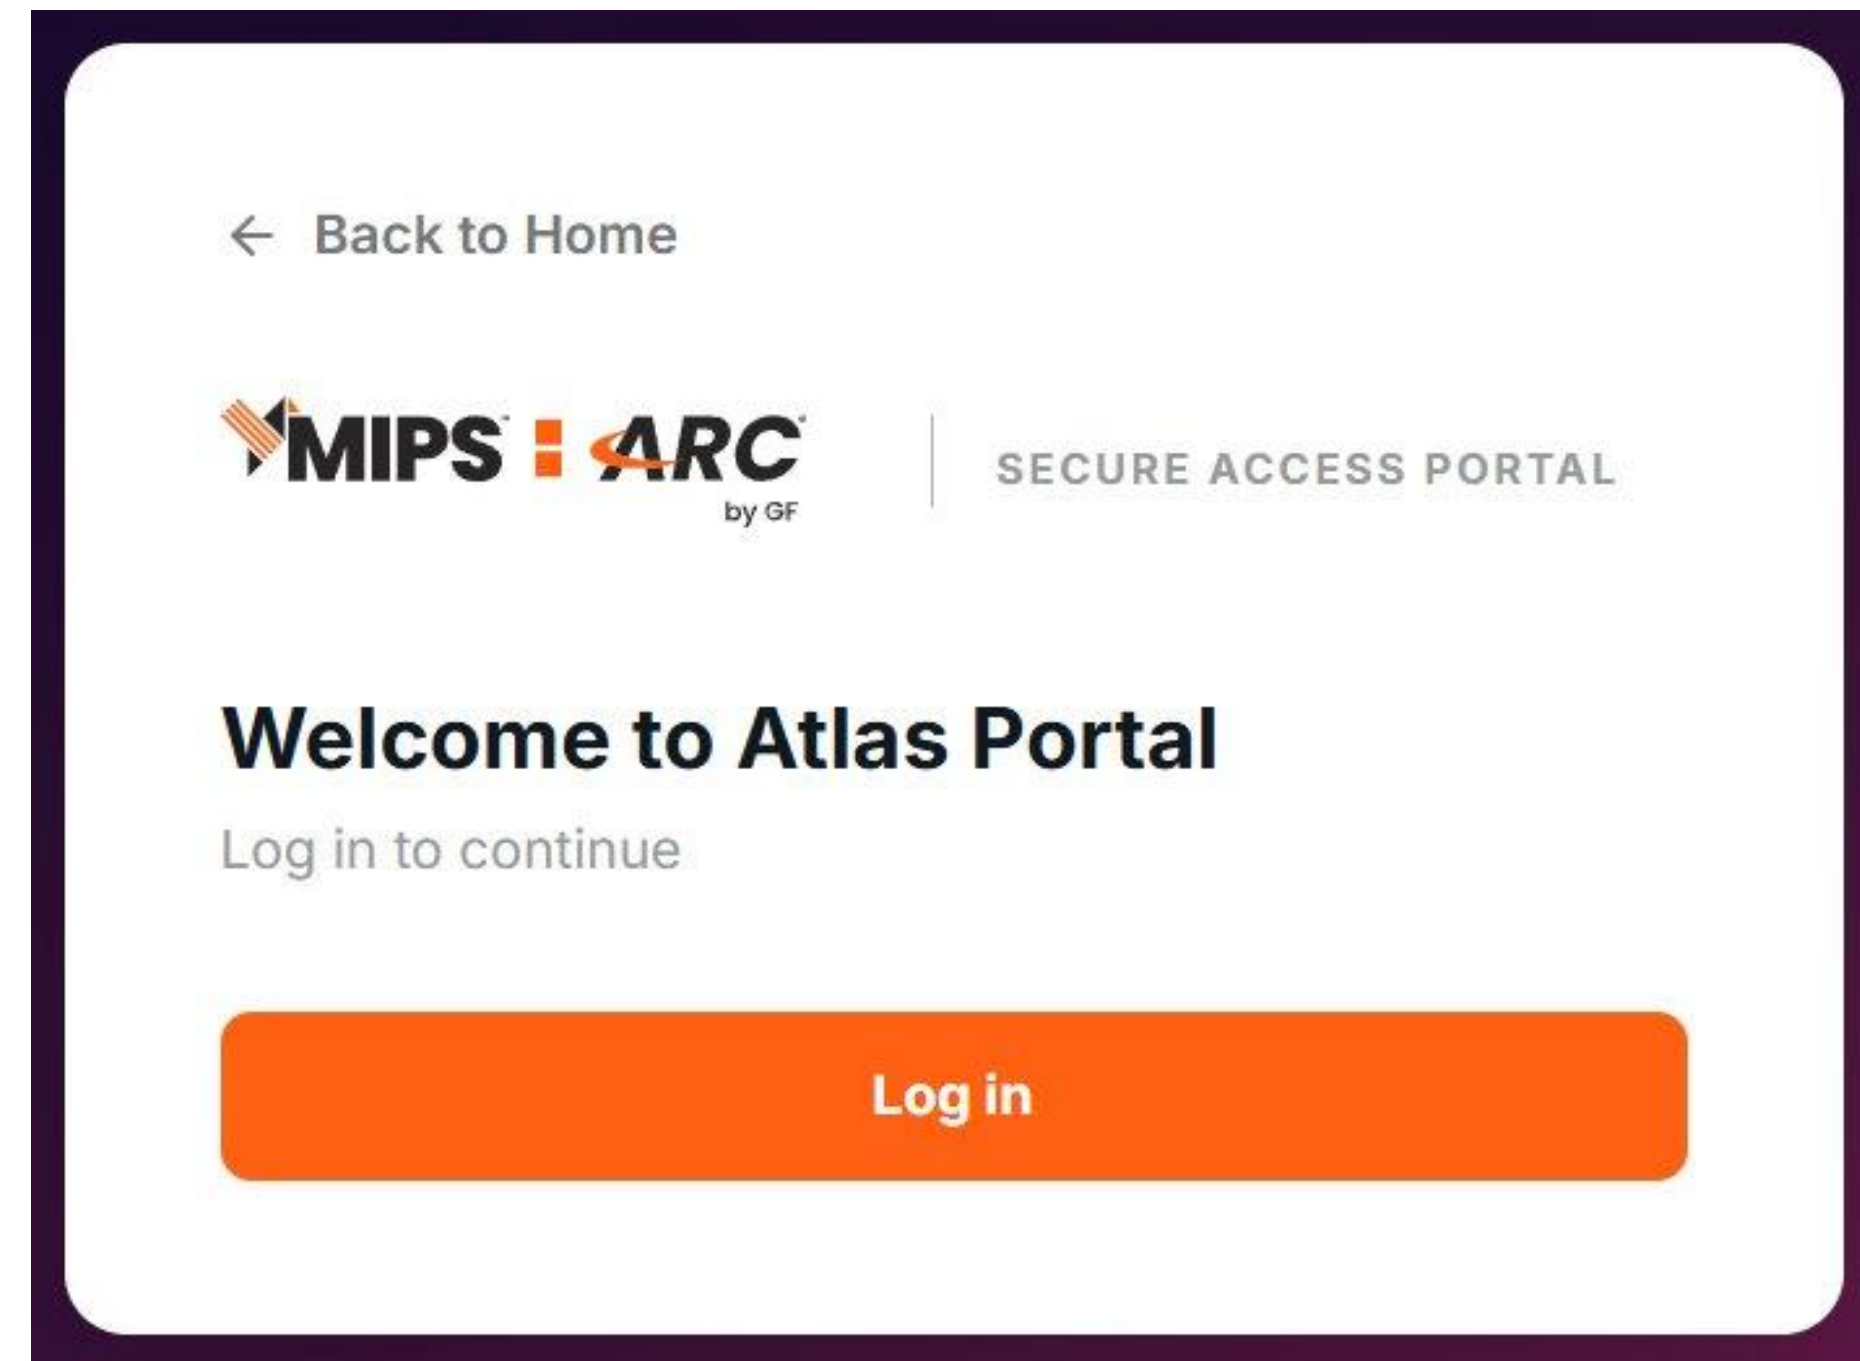 ← Back to Home
MIPS™ ARC®
by GF
SECURE ACCESS PORTAL
Welcome to Atlas Portal
Log in to continue
Log in